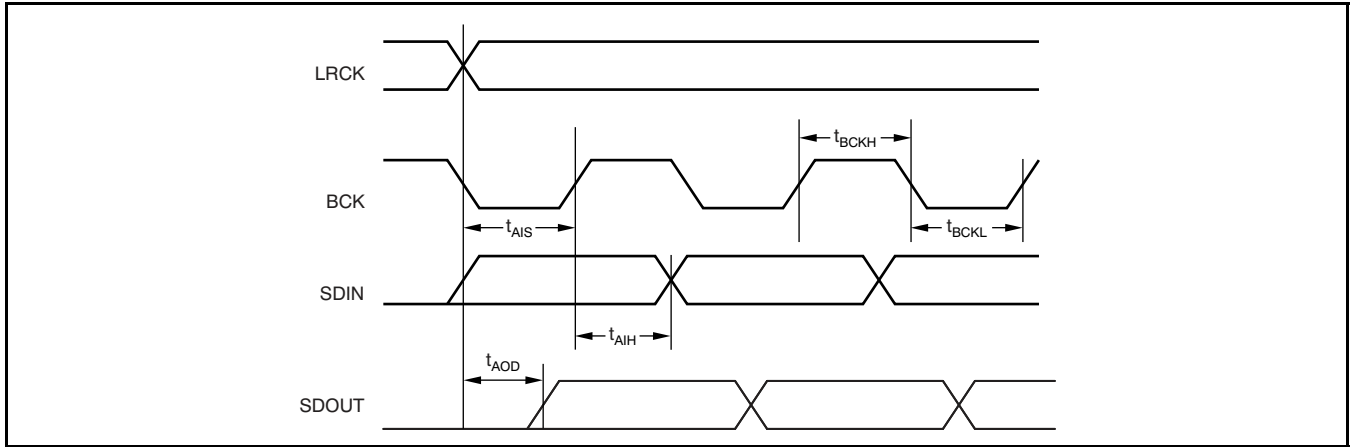 LRCK
tBCKH
BCK
tAIS
tBCKL
SDIN
tAIH
tAOD
SDOUT